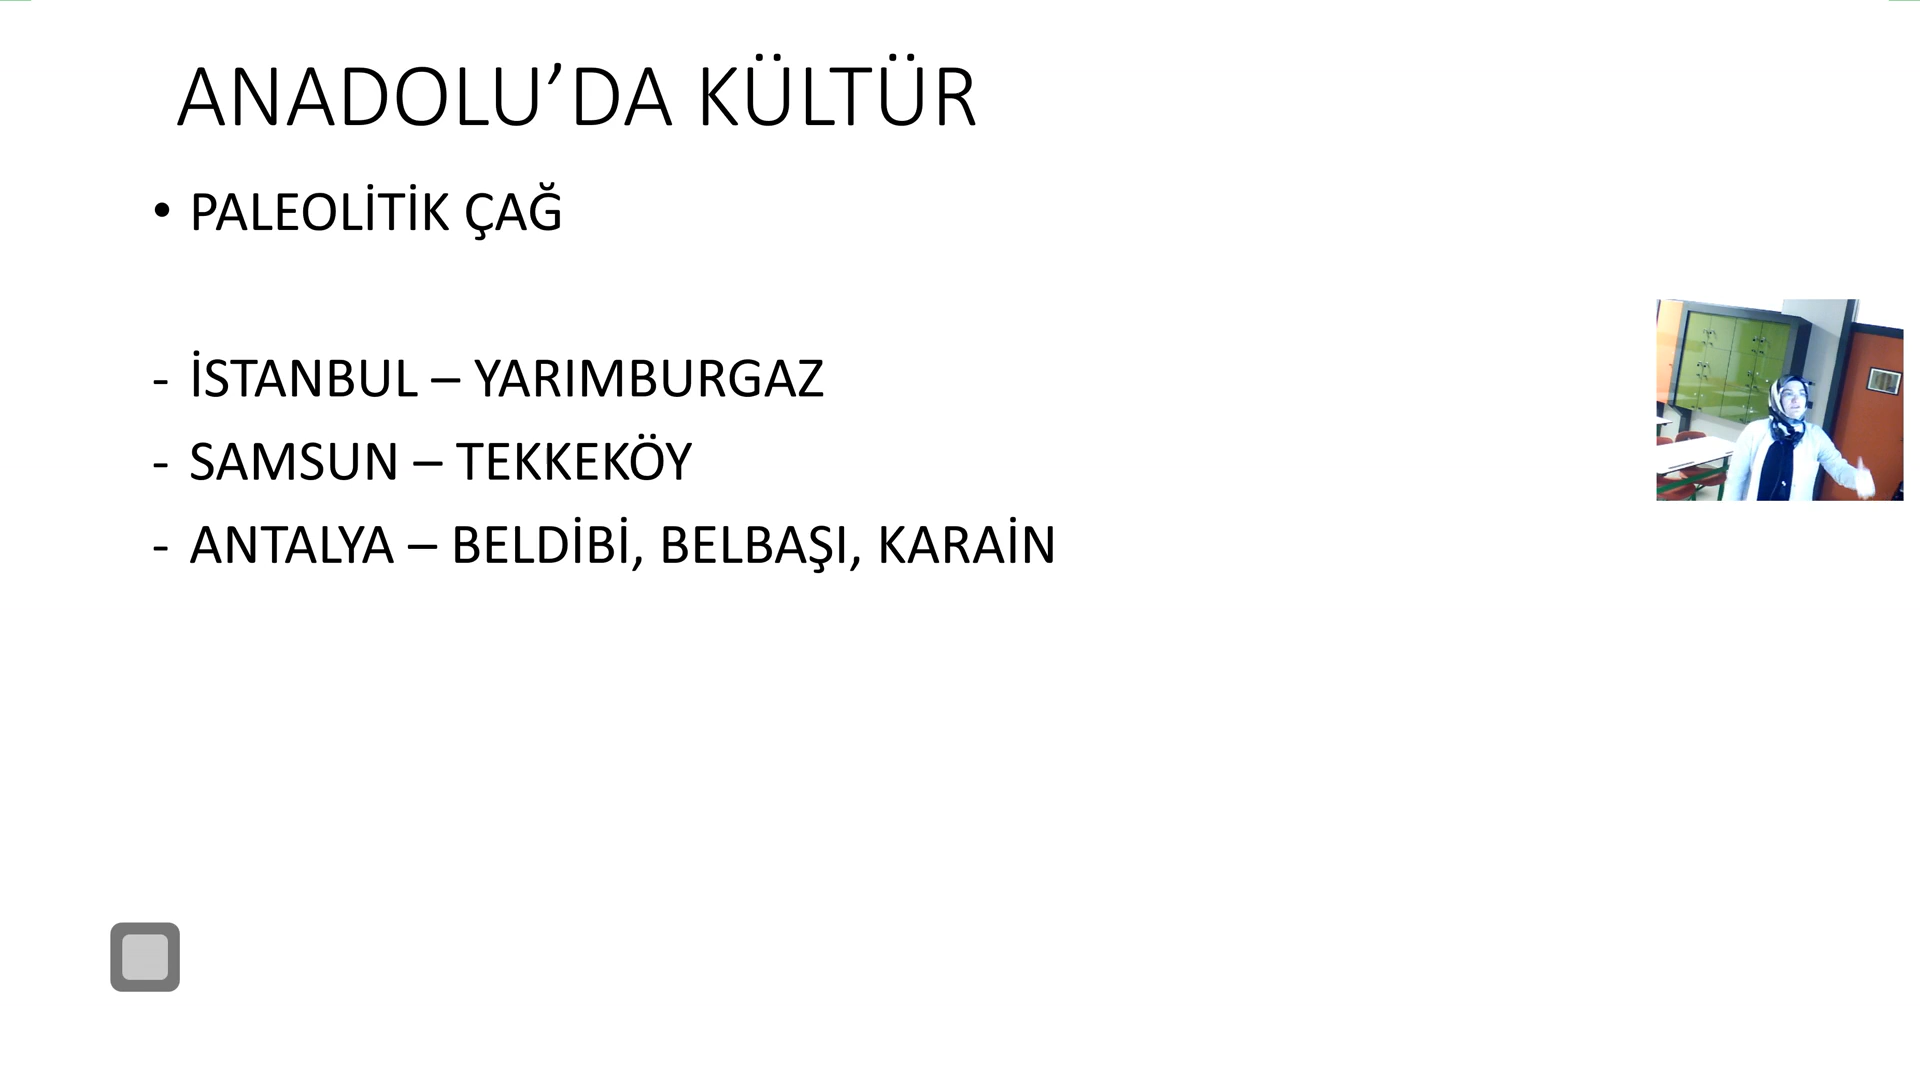 ANADOLU’DA KÜLTÜR
• PALEOLİTİK ÇAĞ
- İSTANBUL – YARIMBURGAZ
- SAMSUN – TEKKEKÖY
- ANTALYA – BELDİBİ, BELBAŞI, KARAİN